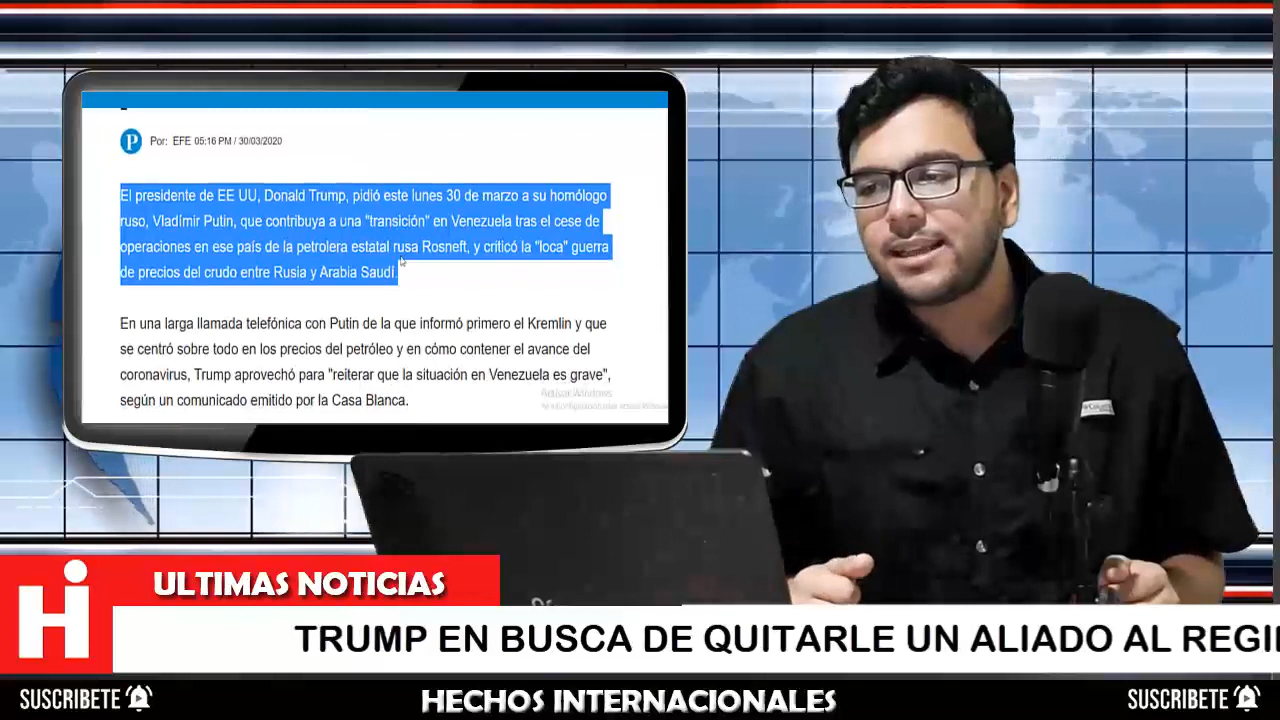 P
Por: EFE 05:16 PM / 30/03/2020
El presidente de EE UU, Donald Trump, pidió este lunes 30 de marzo a su homólogo
ruso, Vladímir Putin, que contribuya a una "transición" en Venezuela tras el cese de
operaciones en ese país de la petrolera estatal rusa Rosneft, y criticó la "loca" guerra
de precios del crudo entre Rusia y Arabia Saudí.
En una larga llamada telefónica con Putin de la que informó primero el Kremlin y que
se centró sobre todo en los precios del petróleo y en cómo contener el avance del
coronavirus, Trump aprovechó para "reiterar que la situación en Venezuela es grave",
según un comunicado emitido por la Casa Blanca.
Activar Windows
Hi
ULTIMAS NOTICIAS
TRUMP EN BUSCA DE QUITARLE UN ALIADO AL REGI
SUSCRIBETE
HECHOS INTERNACIONALES
SUSCRIBETE